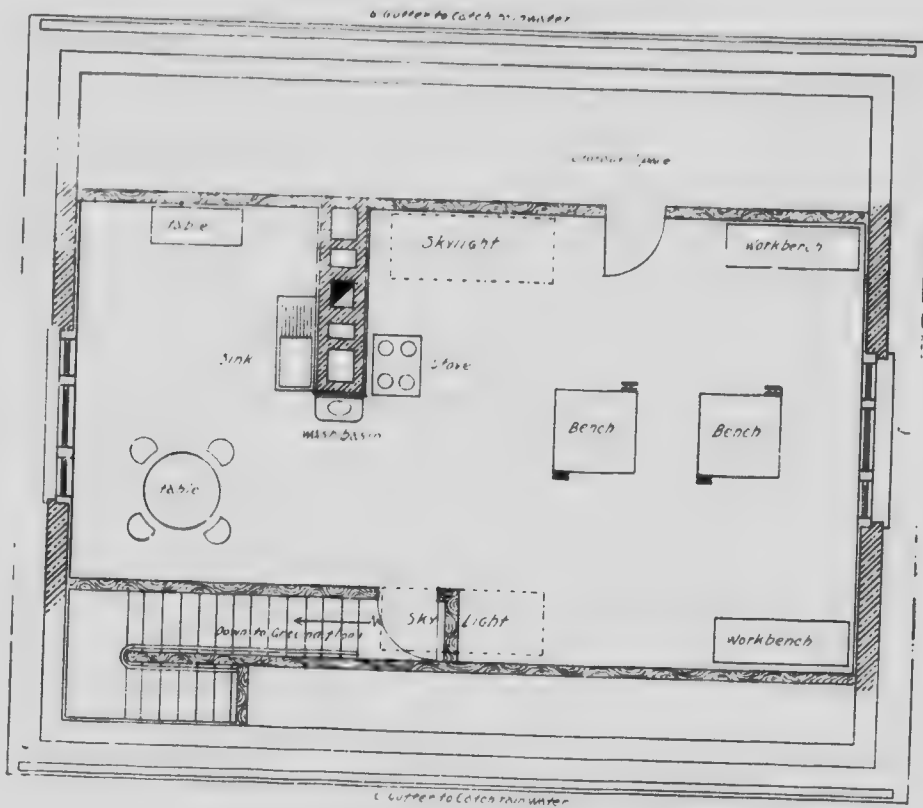 Gutter to Catch rainwater
Space
Table
Skylight
Workbench
Sink
Stove
Wash basin
Bench
Bench
Table
Down to Ground floor
Sky Light
Workbench
C Gutter to Catch rainwater